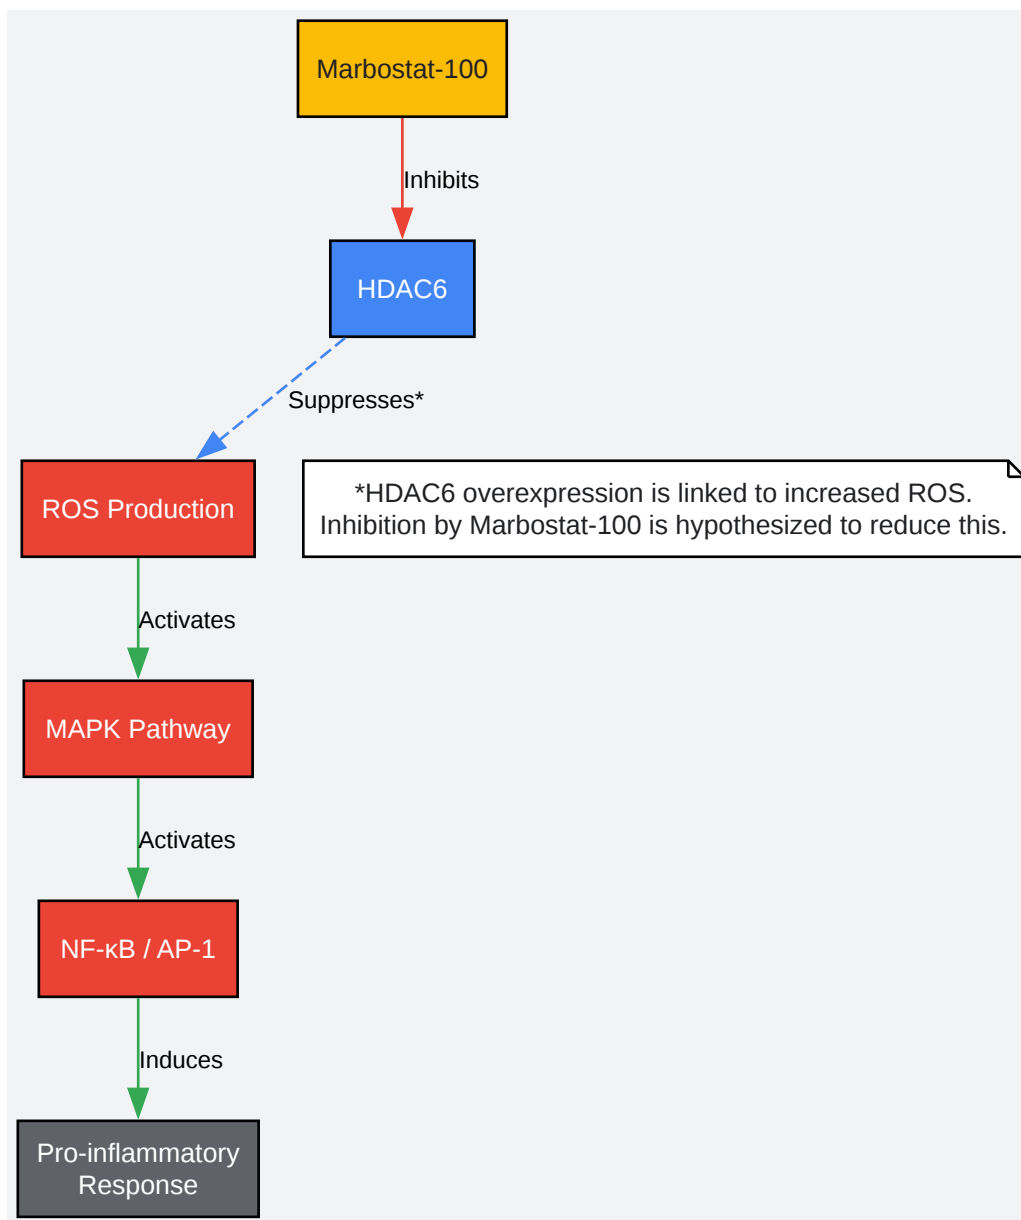 Marbostat-100
Inhibits
HDAC6
Suppresses*
ROS Production
*HDAC6 overexpression is linked to increased ROS.
Inhibition by Marbostat-100 is hypothesized to reduce this.
Activates
MAPK Pathway
Activates
NF-κB / AP-1
Induces
Pro-inflammatory
Response